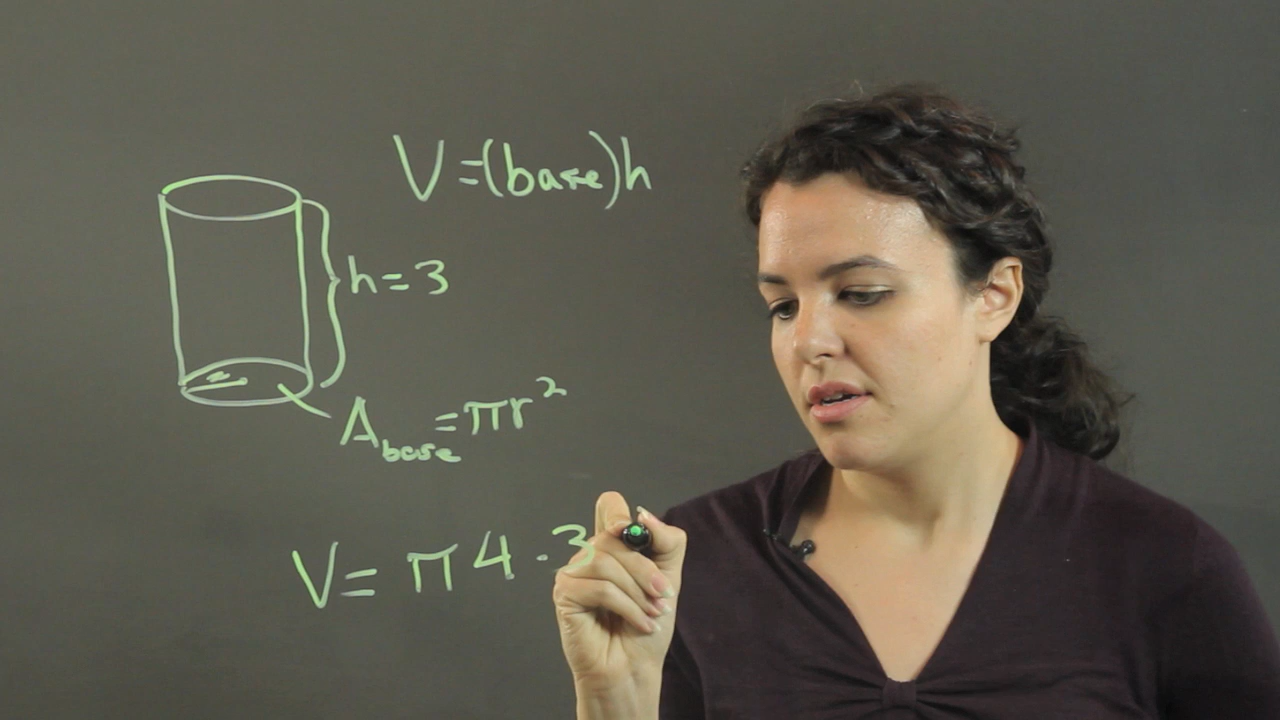 V=(base)h
h=3
A_base=πr²
V=π4·3